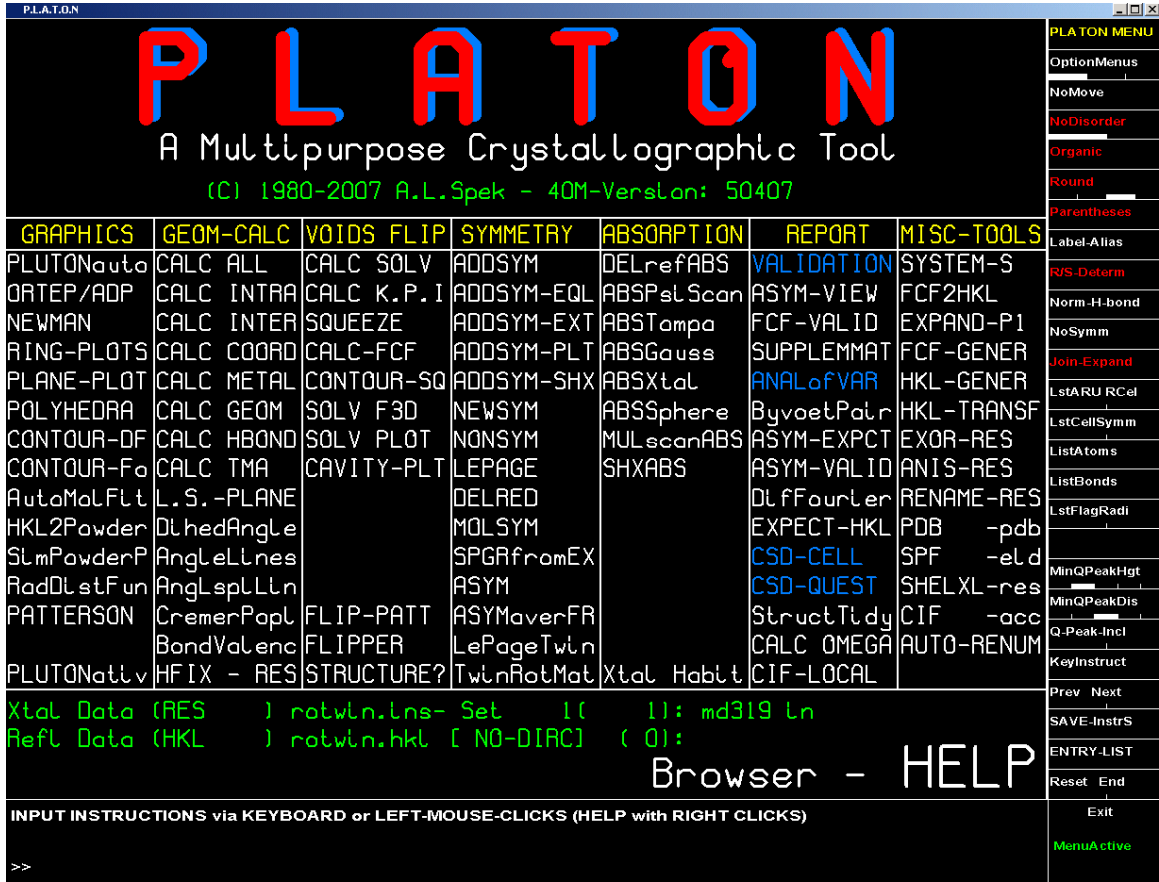 P.L.A.T.O.N
PLATON
A Multipurpose Crystallographic Tool
(C) 1980-2007 A.L.Spek - 40M-Version: 50407
GRAPHICS GEOM-CALC VOIDS FLIP SYMMETRY ABSORPTION REPORT MISC-TOOLS
PLUTONauto CALC ALL CALC SOLV ADDSYM DELrefABS VALIDATION SYSTEM-S
ORTEP/ADP CALC INTRA CALC K.P.I ADDSYM-EQL ABSPsiScan ASYM-VIEW FCF2HKL
NEWMAN CALC INTER SQUEEZE ADDSYM-EXT ABSTompa FCF-VALID EXPAND-P1
RING-PLOTS CALC COORD CALC-FCF ADDSYM-PLT ABSGauss SUPPLEMMAT FCF-GENER
PLANE-PLOT CALC METAL CONTOUR-SQ ADDSYM-SHX ABSXtal ANALofVAR HKL-GENER
POLYHEDRA CALC GEOM SOLV F3D NEWSYM ABSSphere ByvoetPair HKL-TRANSF
CONTOUR-DF CALC HBOND SOLV PLOT NONSYM MULscanABS ASYM-EXPCT EXOR-RES
CONTOUR-Fo CALC TMA CAVITY-PLT LEPAGE SHXABS ASYM-VALID ANIS-RES
AutoMolFit L.S.-PLANE DELRED DifFourier RENAME-RES
HKL2Powder DihedAngle MOLSYM EXPECT-HKL PDB -pdb
SimPowderP AngleLines SPGRfromEX CSD-CELL SPF -eld
RadDistFun AngLsplLin ASYM CSD-QUEST SHELXL-res
PATTERSON CremerPopl FLIP-PATT ASYMaverFR StructTidy CIF -acc
BondValenc FLIPPER LePageTwin CALC OMEGA AUTO-RENUM
PLUTONativ HFIX - RES STRUCTURE? TwinRotMat Xtal Habit CIF-LOCAL
Xtal Data (RES ) rotwin.ins- Set 1( 1): md319 in
Refl Data (HKL ) rotwin.hkl [ NO-DIRC] ( 0):
Browser - HELP
INPUT INSTRUCTIONS via KEYBOARD or LEFT-MOUSE-CLICKS (HELP with RIGHT CLICKS)
>>
PLATON MENU
OptionMenus
NoMove
NoDisorder
Organic
Round
Parentheses
Label-Alias
R/S-Determ
Norm-H-bond
NoSymm
Join-Expand
LstARU RCel
LstCellSymm
ListAtoms
ListBonds
LstFlagRadi
MinQPeakHgt
MinQPeakDis
Q-Peak-Incl
KeyInstruct
Prev Next
SAVE-InstrS
ENTRY-LIST
Reset End
Exit
MenuActive